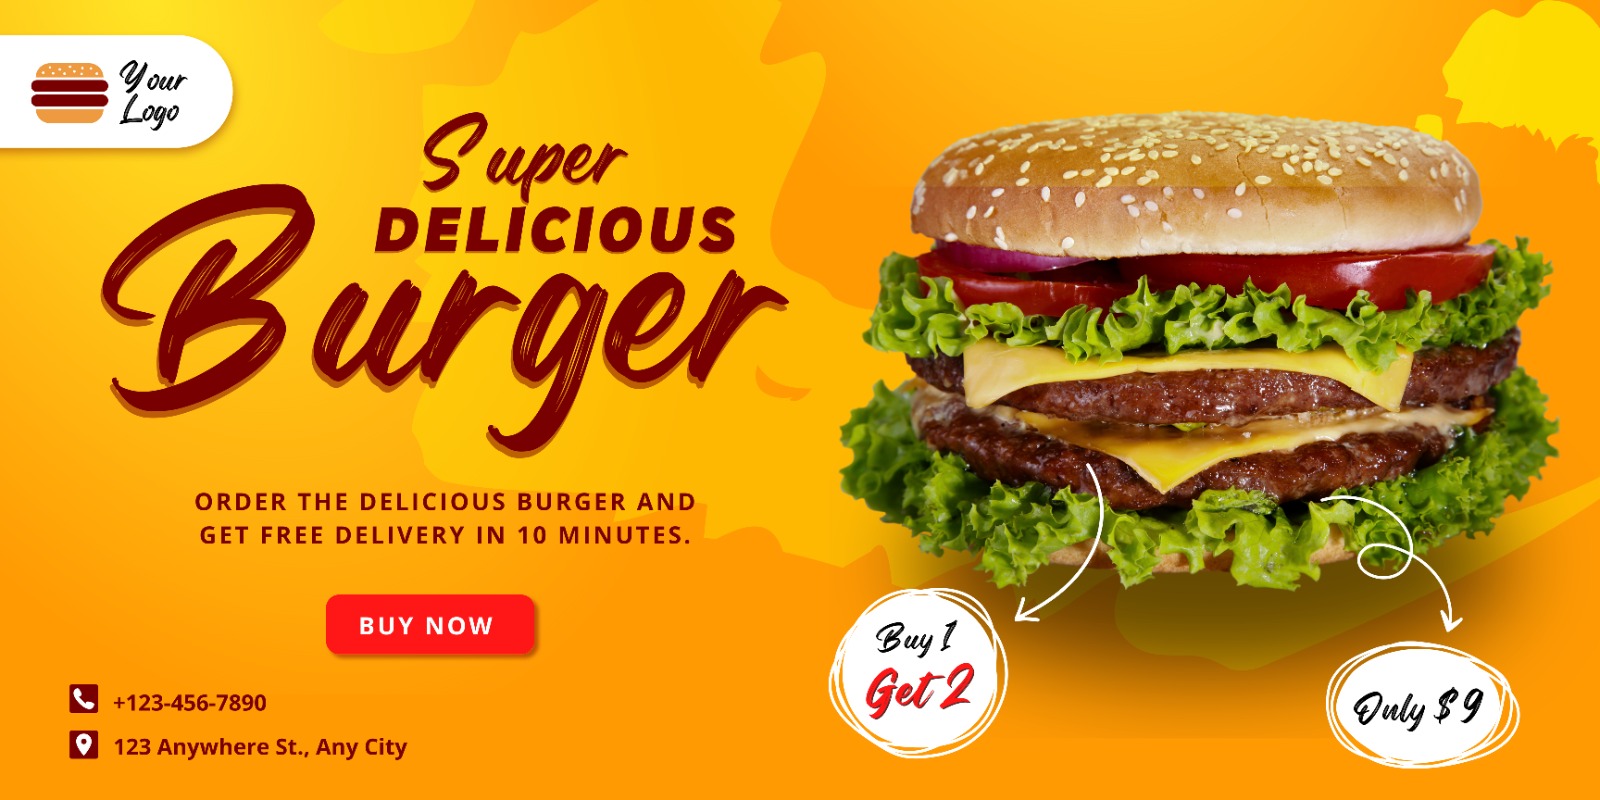 Your
Logo
Super
DELICIOUS
Burger
ORDER THE DELICIOUS BURGER AND
GET FREE DELIVERY IN 10 MINUTES.
BUY NOW
+123-456-7890
123 Anywhere St., Any City
Buy 1
Get 2
Only $9